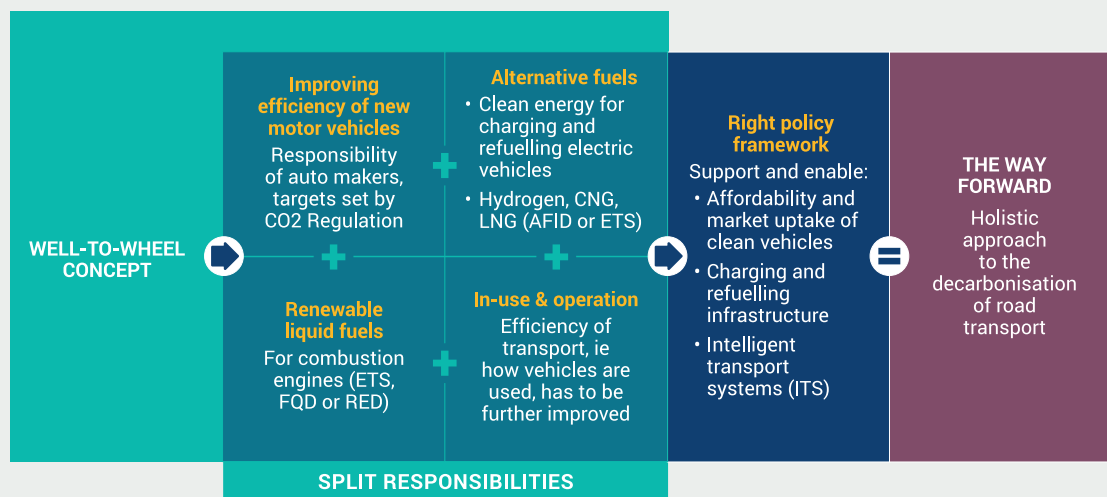 WELL-TO-WHEEL
CONCEPT
Improving
efficiency of new
motor vehicles
Responsibility
of auto makers,
targets set by
CO2 Regulation
Alternative fuels
• Clean energy for
charging and
refuelling electric
vehicles
• Hydrogen, CNG,
LNG (AFID or ETS)
Renewable
liquid fuels
For combustion
engines (ETS,
FQD or RED)
In-use & operation
Efficiency of
transport, ie
how vehicles are
used, has to be
further improved
SPLIT RESPONSIBILITIES
Right policy
framework
Support and enable:
• Affordability and
market uptake of
clean vehicles
• Charging and
refuelling
infrastructure
• Intelligent
transport
systems (ITS)
THE WAY
FORWARD
Holistic
approach
to the
decarbonisation
of road
transport